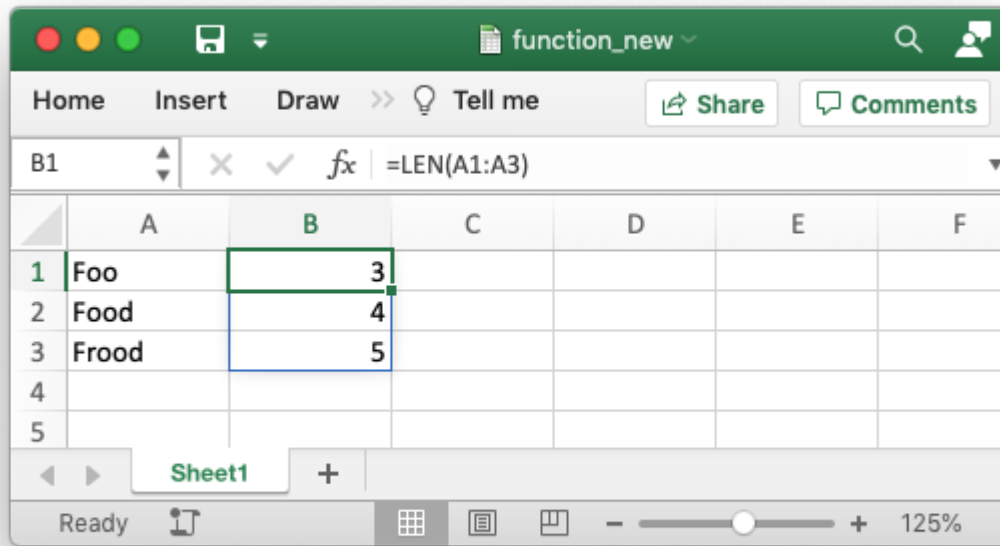 function_new
Home Insert Draw Tell me Share Comments
B1 fx =LEN(A1:A3)
A B C D E F
1 Foo 3
2 Food 4
3 Frood 5
4
5
Sheet1 +
Ready − + 125%